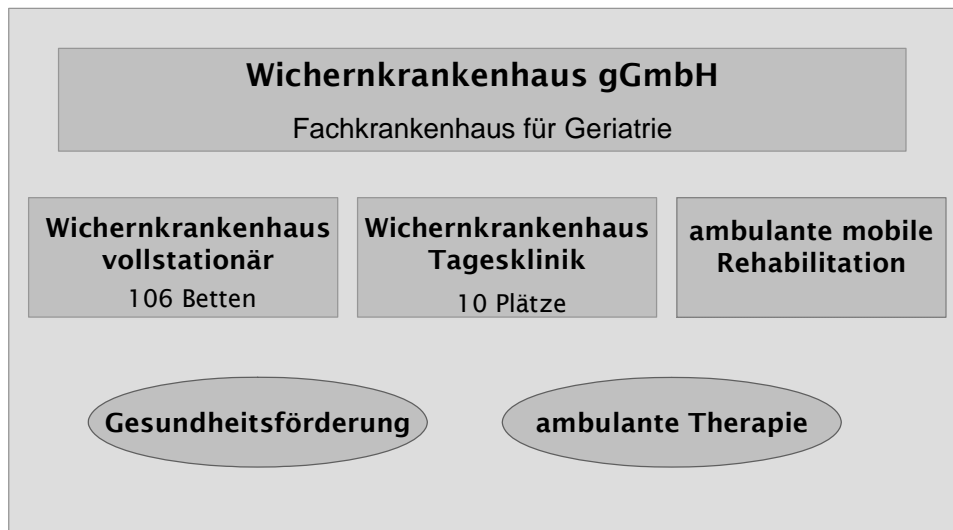 Wichernkrankenhaus gGmbH
Fachkrankenhaus für Geriatrie
Wichernkrankenhaus
vollstationär
106 Betten
Wichernkrankenhaus
Tagesklinik
10 Plätze
ambulante mobile
Rehabilitation
Gesundheitsförderung
ambulante Therapie